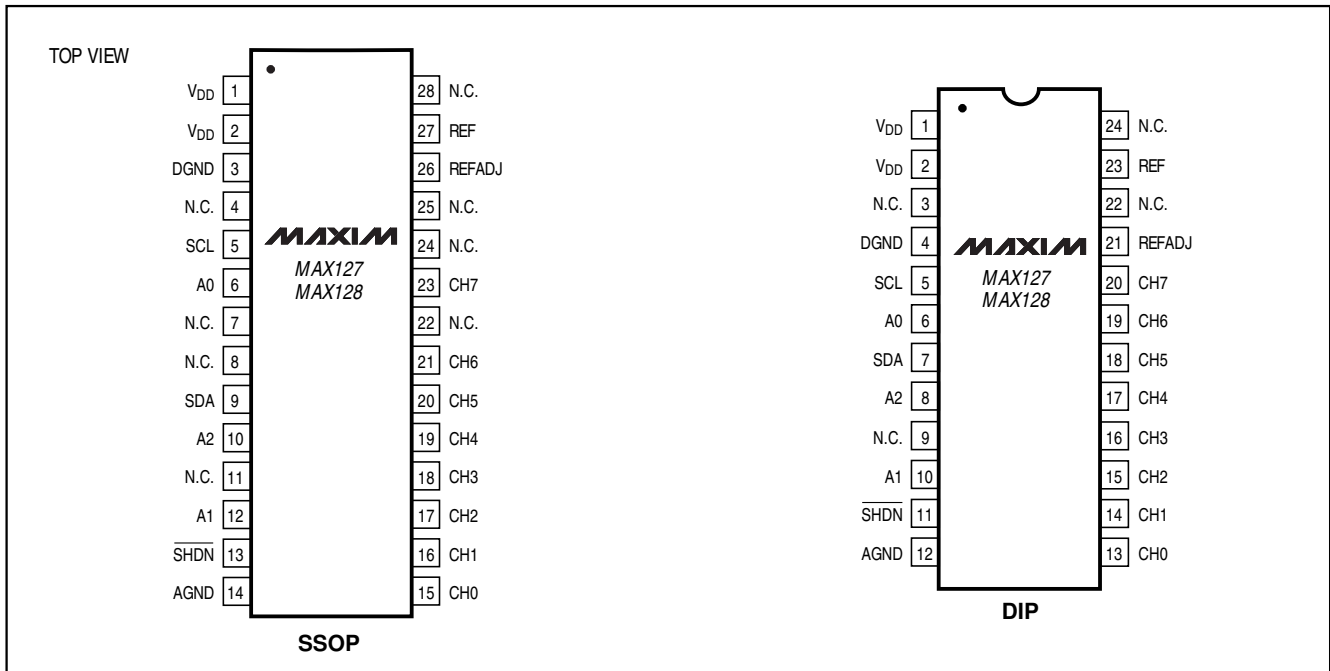 TOP VIEW
VDD 1
VDD 2
DGND 3
N.C. 4
SCL 5
A0 6
N.C. 7
N.C. 8
SDA 9
A2 10
N.C. 11
A1 12
SHDN 13
AGND 14
MAXIM
MAX127
MAX128
28 N.C.
27 REF
26 REFADJ
25 N.C.
24 N.C.
23 CH7
22 N.C.
21 CH6
20 CH5
19 CH4
18 CH3
17 CH2
16 CH1
15 CH0
SSOP
VDD 1
VDD 2
N.C. 3
DGND 4
SCL 5
A0 6
SDA 7
A2 8
N.C. 9
A1 10
SHDN 11
AGND 12
MAXIM
MAX127
MAX128
24 N.C.
23 REF
22 N.C.
21 REFADJ
20 CH7
19 CH6
18 CH5
17 CH4
16 CH3
15 CH2
14 CH1
13 CH0
DIP